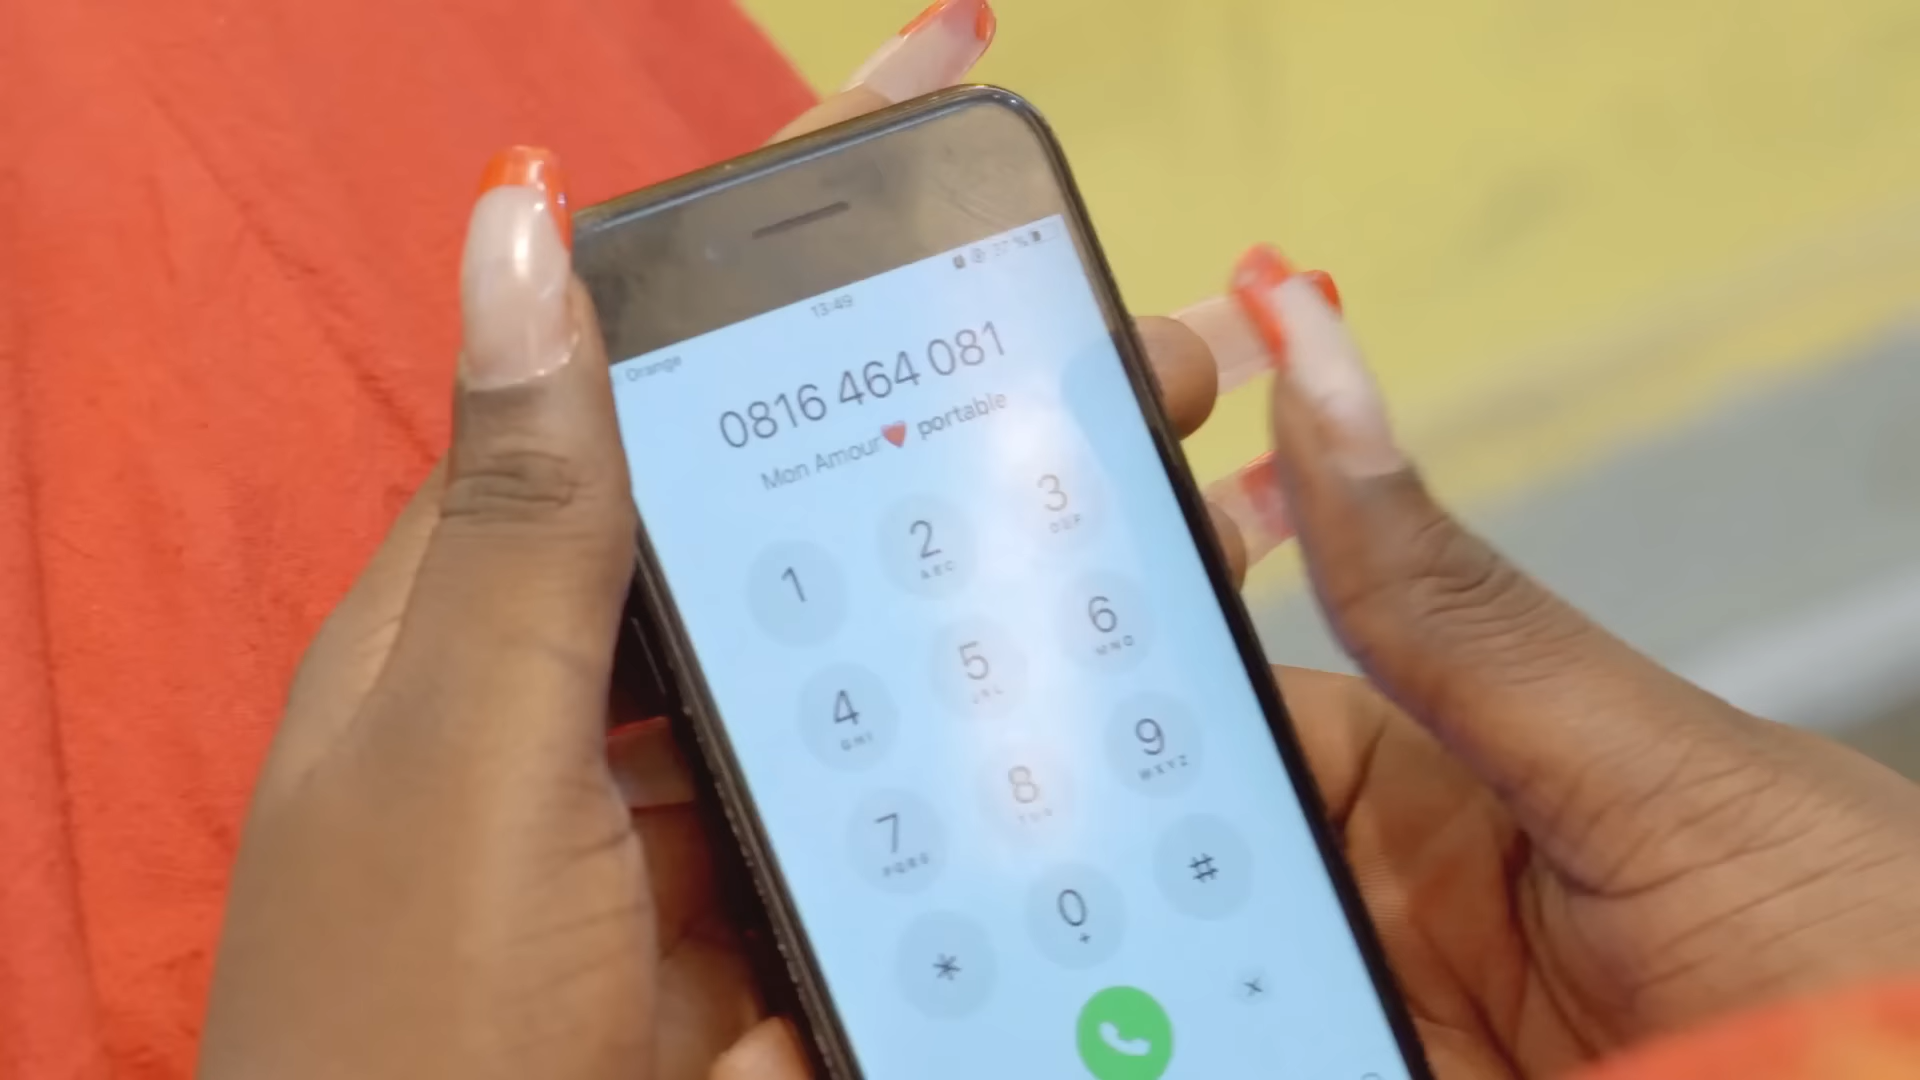 Orange 13:49 37 %
0816 464 081
Mon Amour❤️ portable
1 2 3
ABC DEF
4 5 6
GHI JKL MNO
7 8 9
PQRS TUV WXYZ
* 0 #
+